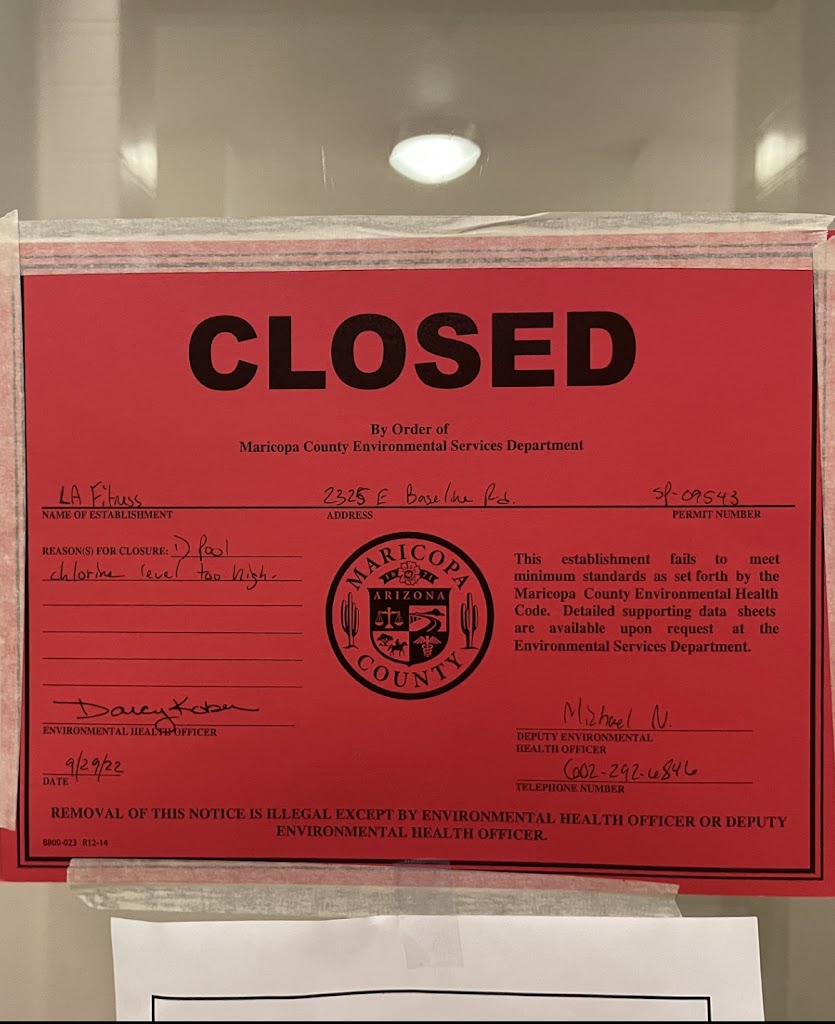 CLOSED
By Order of
Maricopa County Environmental Services Department
LA Fitness 2325 E Baseline Rd. SP-09543
NAME OF ESTABLISHMENT ADDRESS PERMIT NUMBER
REASON(S) FOR CLOSURE: 1) Pool
chlorine level too high.
MARICOPA
1871
ARIZONA
COUNTY
This establishment fails to meet
minimum standards as set forth by the
Maricopa County Environmental Health
Code. Detailed supporting data sheets
are available upon request at the
Environmental Services Department.
Darcy Kober
ENVIRONMENTAL HEALTH OFFICER
9/29/22
DATE
Michael N.
DEPUTY ENVIRONMENTAL
HEALTH OFFICER
602-292-6846
TELEPHONE NUMBER
REMOVAL OF THIS NOTICE IS ILLEGAL EXCEPT BY ENVIRONMENTAL HEALTH OFFICER OR DEPUTY
ENVIRONMENTAL HEALTH OFFICER.
8800-023 R12-14